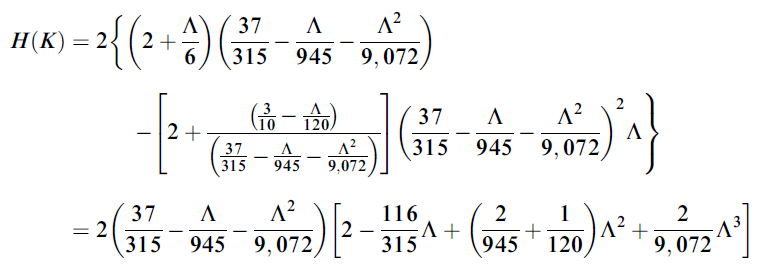 H(K) = 2{(2 + Λ/6)(37/315 − Λ/945 − Λ²/9,072)
− [2 + (3/10 − Λ/120)/(37/315 − Λ/945 − Λ²/9,072)](37/315 − Λ/945 − Λ²/9,072)²Λ}
= 2(37/315 − Λ/945 − Λ²/9,072)[2 − 116/315 Λ + (2/945 + 1/120)Λ² + 2/9,072 Λ³]